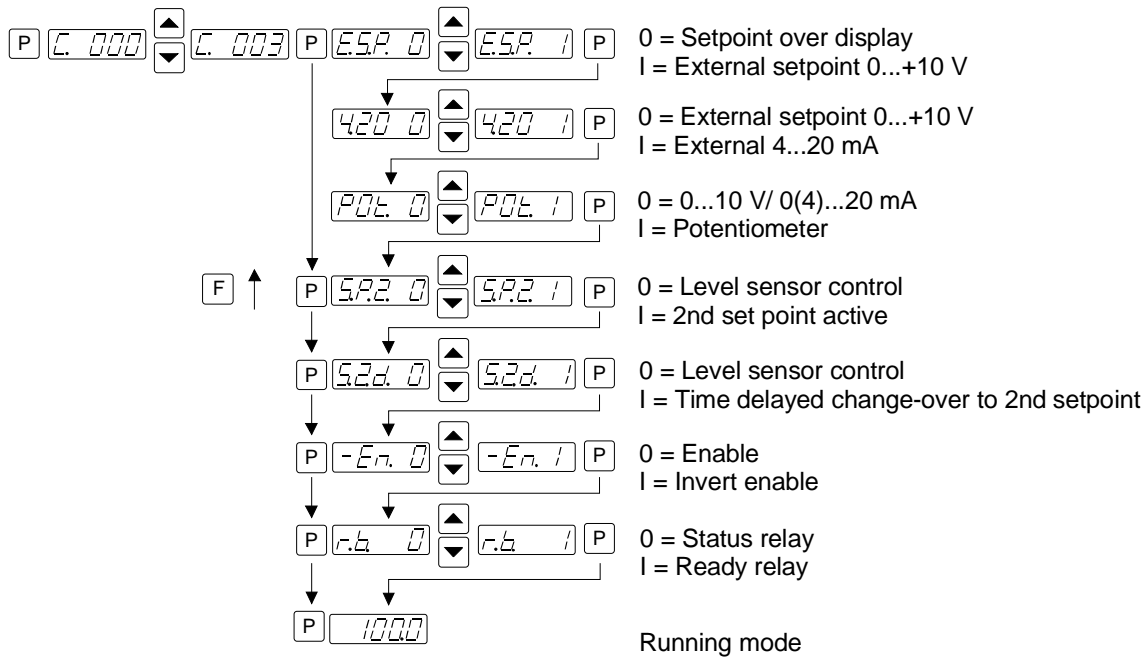 P C. 000 C. 003 P E.S.P. 0 E.S.P. 1 P 0 = Setpoint over display
I = External setpoint 0...+10 V
4.20 0 4.20 1 P 0 = External setpoint 0...+10 V
I = External 4...20 mA
POt. 0 POt. 1 P 0 = 0...10 V/ 0(4)...20 mA
I = Potentiometer
F P S.P.2. 0 S.P.2. 1 P 0 = Level sensor control
I = 2nd set point active
P S.2.d. 0 S.2.d. 1 P 0 = Level sensor control
I = Time delayed change-over to 2nd setpoint
P -En. 0 -En. 1 P 0 = Enable
I = Invert enable
P r.b. 0 r.b. 1 P 0 = Status relay
I = Ready relay
P 100.0
Running mode